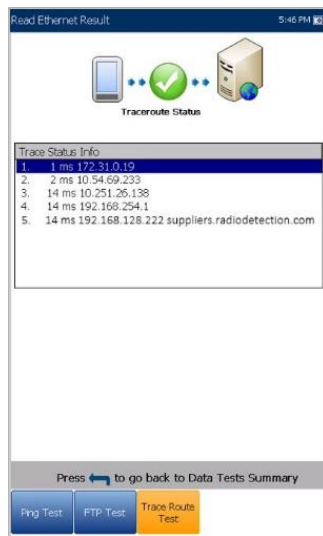 Read Ethernet Result 5:46 PM
Traceroute Status
Trace Status Info
1. 1 ms 172.31.0.19
2. 2 ms 10.54.69.233
3. 14 ms 10.251.26.138
4. 14 ms 192.168.254.1
5. 14 ms 192.168.128.222 suppliers.radiodetection.com
Press to go back to Data Tests Summary
Ping Test FTP Test Trace Route
Test